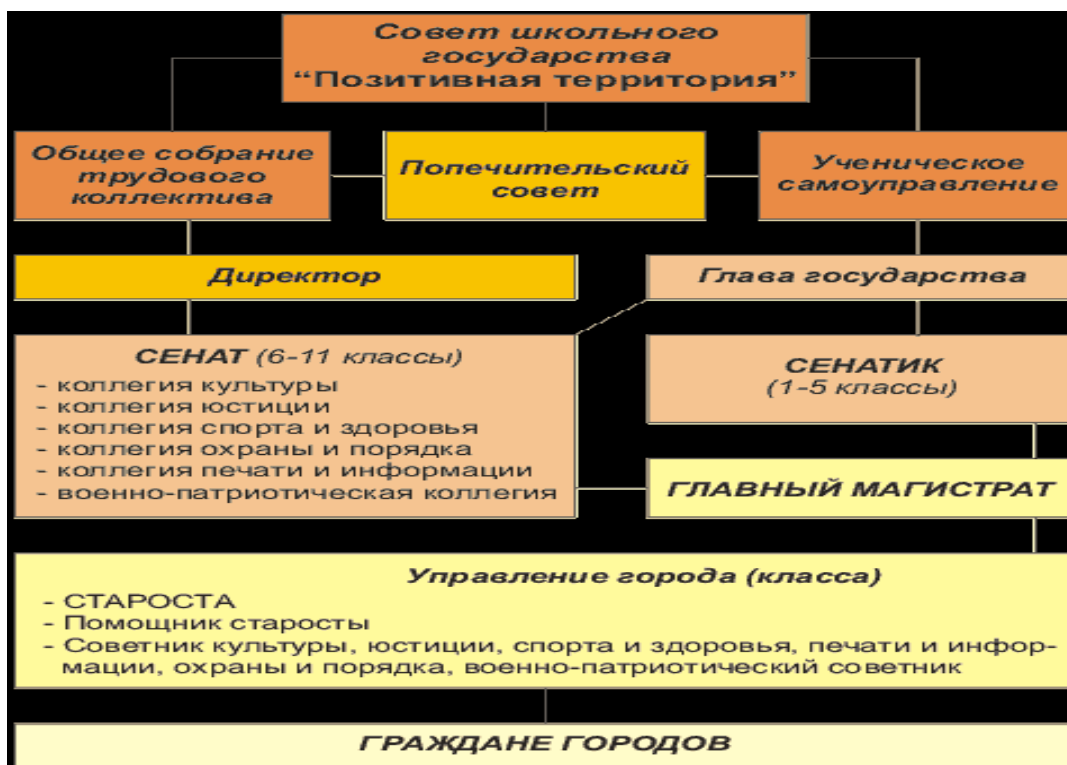 Совет школьного
государства
“Позитивная территория”
Общее собрание
трудового
коллектива
Попечительский
совет
Ученическое
самоуправление
Директор
Глава государства
СЕНАТ (6-11 классы)
- коллегия культуры
- коллегия юстиции
- коллегия спорта и здоровья
- коллегия охраны и порядка
- коллегия печати и информации
- военно-патриотическая коллегия
СЕНАТИК
(1-5 классы)
ГЛАВНЫЙ МАГИСТРАТ
Управление города (класса)
- СТАРОСТА
- Помощник старосты
- Советник культуры, юстиции, спорта и здоровья, печати и инфор-
мации, охраны и порядка, военно-патриотический советник
ГРАЖДАНЕ ГОРОДОВ